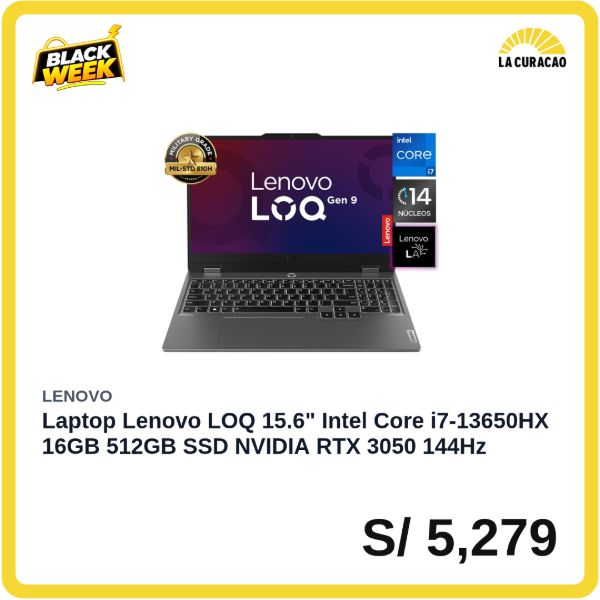 BLACK
WEEK
LA CURACAO
MILITARY GRADE
MIL-STD 810H
PASSED
Lenovo
LOQ Gen 9
intel
CORE
i7
14
NÚCLEOS
Lenovo
Lenovo
LA
LENOVO
Laptop Lenovo LOQ 15.6" Intel Core i7-13650HX
16GB 512GB SSD NVIDIA RTX 3050 144Hz
S/ 5,279